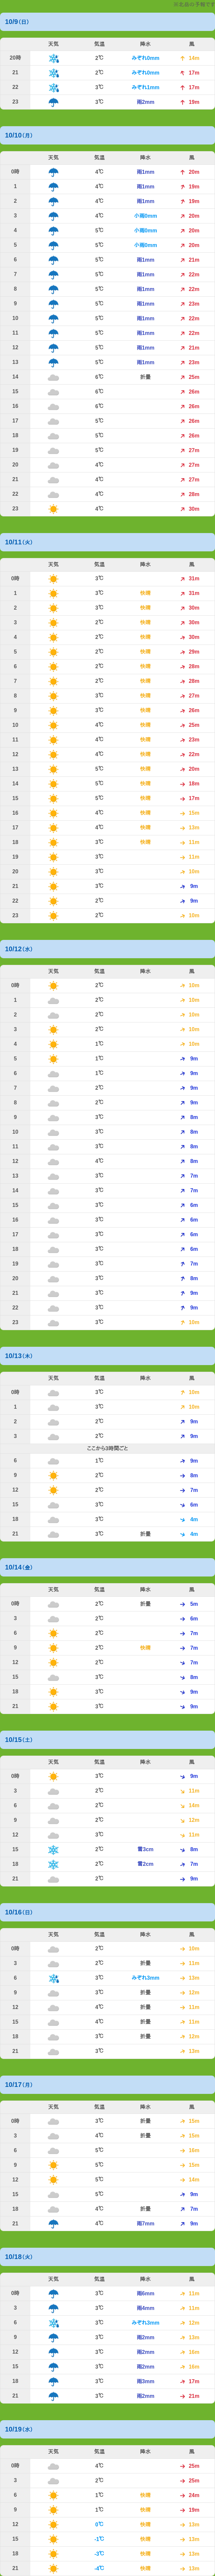 ※北岳の予報です
10/9(日)
天気 気温 降水 風
20時 2℃ みぞれ0mm 14m
21 2℃ みぞれ0mm 17m
22 3℃ みぞれ1mm 17m
23 3℃ 雨2mm 19m
10/10(月)
天気 気温 降水 風
0時 4℃ 雨1mm 20m
1 4℃ 雨1mm 19m
2 4℃ 雨1mm 19m
3 4℃ 小雨0mm 20m
4 5℃ 小雨0mm 20m
5 5℃ 小雨0mm 20m
6 5℃ 雨1mm 21m
7 5℃ 雨1mm 22m
8 5℃ 雨1mm 22m
9 5℃ 雨1mm 23m
10 5℃ 雨1mm 22m
11 5℃ 雨1mm 22m
12 5℃ 雨1mm 21m
13 5℃ 雨1mm 23m
14 6℃ 折曇 25m
15 6℃ 26m
16 6℃ 26m
17 5℃ 26m
18 5℃ 26m
19 5℃ 27m
20 4℃ 27m
21 4℃ 27m
22 4℃ 28m
23 4℃ 30m
10/11(火)
天気 気温 降水 風
0時 3℃ 31m
1 3℃ 快晴 31m
2 3℃ 快晴 30m
3 2℃ 快晴 30m
4 2℃ 快晴 30m
5 2℃ 快晴 29m
6 2℃ 快晴 28m
7 2℃ 快晴 28m
8 3℃ 快晴 27m
9 3℃ 快晴 26m
10 4℃ 快晴 25m
11 4℃ 快晴 23m
12 4℃ 快晴 22m
13 5℃ 快晴 20m
14 5℃ 快晴 18m
15 5℃ 快晴 17m
16 4℃ 快晴 15m
17 4℃ 快晴 13m
18 3℃ 快晴 11m
19 3℃ 11m
20 3℃ 10m
21 3℃ 9m
22 2℃ 9m
23 2℃ 10m
10/12(水)
天気 気温 降水 風
0時 2℃ 10m
1 2℃ 10m
2 2℃ 10m
3 2℃ 10m
4 1℃ 10m
5 1℃ 9m
6 1℃ 9m
7 2℃ 9m
8 2℃ 9m
9 3℃ 8m
10 3℃ 8m
11 3℃ 8m
12 4℃ 8m
13 3℃ 7m
14 3℃ 7m
15 3℃ 6m
16 3℃ 6m
17 3℃ 6m
18 3℃ 6m
19 3℃ 7m
20 3℃ 8m
21 3℃ 9m
22 3℃ 9m
23 3℃ 10m
10/13(木)
天気 気温 降水 風
0時 3℃ 10m
1 3℃ 10m
2 2℃ 9m
3 2℃ 9m
ここから3時間ごと
6 1℃ 9m
9 2℃ 8m
12 2℃ 7m
15 3℃ 6m
18 3℃ 4m
21 3℃ 折曇 4m
10/14(金)
天気 気温 降水 風
0時 2℃ 折曇 5m
3 2℃ 6m
6 2℃ 7m
9 2℃ 快晴 7m
12 2℃ 7m
15 3℃ 8m
18 3℃ 9m
21 3℃ 9m
10/15(土)
天気 気温 降水 風
0時 3℃ 9m
3 2℃ 11m
6 2℃ 14m
9 2℃ 12m
12 3℃ 11m
15 2℃ 雪3cm 8m
18 2℃ 雪2cm 7m
21 2℃ 9m
10/16(日)
天気 気温 降水 風
0時 2℃ 10m
3 2℃ 折曇 11m
6 3℃ みぞれ3mm 13m
9 3℃ 折曇 12m
12 4℃ 折曇 11m
15 4℃ 折曇 11m
18 3℃ 折曇 12m
21 3℃ 13m
10/17(月)
天気 気温 降水 風
0時 3℃ 折曇 15m
3 4℃ 折曇 15m
6 5℃ 16m
9 5℃ 15m
12 5℃ 14m
15 5℃ 9m
18 4℃ 折曇 7m
21 4℃ 雨7mm 9m
10/18(火)
天気 気温 降水 風
0時 3℃ 雨6mm 11m
3 3℃ 雨4mm 11m
6 3℃ みぞれ3mm 12m
9 3℃ 雨2mm 13m
12 3℃ 雨2mm 16m
15 3℃ 雨2mm 16m
18 3℃ 雨3mm 17m
21 3℃ 雨2mm 21m
10/19(水)
天気 気温 降水 風
0時 4℃ 25m
3 2℃ 25m
6 1℃ 快晴 24m
9 1℃ 快晴 19m
12 0℃ 快晴 13m
15 -1℃ 快晴 13m
18 -3℃ 快晴 13m
21 -4℃ 快晴 13m